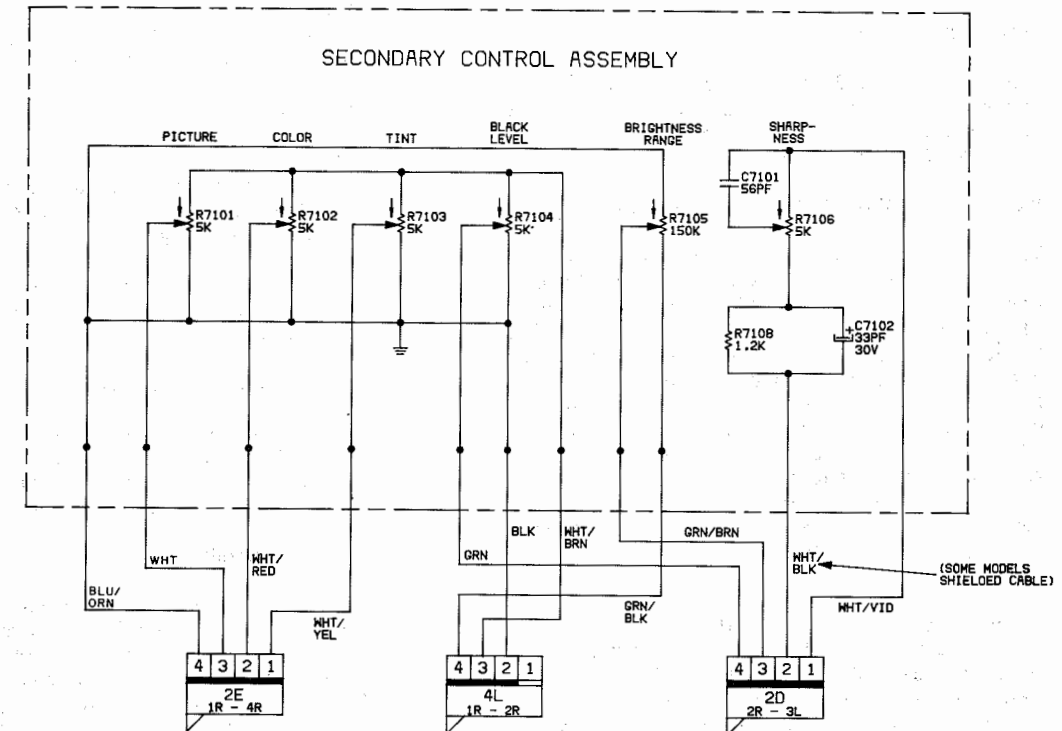 SECONDARY CONTROL ASSEMBLY
PICTURE
COLOR
TINT
BLACK
LEVEL
BRIGHTNESS
RANGE
SHARP-
NESS
C7101
56PF
R7101
5K
R7102
5K
R7103
5K
R7104
5K
R7105
150K
R7106
5K
R7108
1.2K
+
C7102
33PF
30V
BLU/
ORN
WHT
WHT/
RED
WHT/
YEL
GRN
BLK
WHT/
BRN
GRN/
BLK
GRN/BRN
WHT/
BLK
(SOME MODELS
SHIELOED CABLE)
WHT/VID
4 3 2 1
2E
1R - 4R
4 3 2 1
4L
1R - 2R
4 3 2 1
2D
2R - 3L